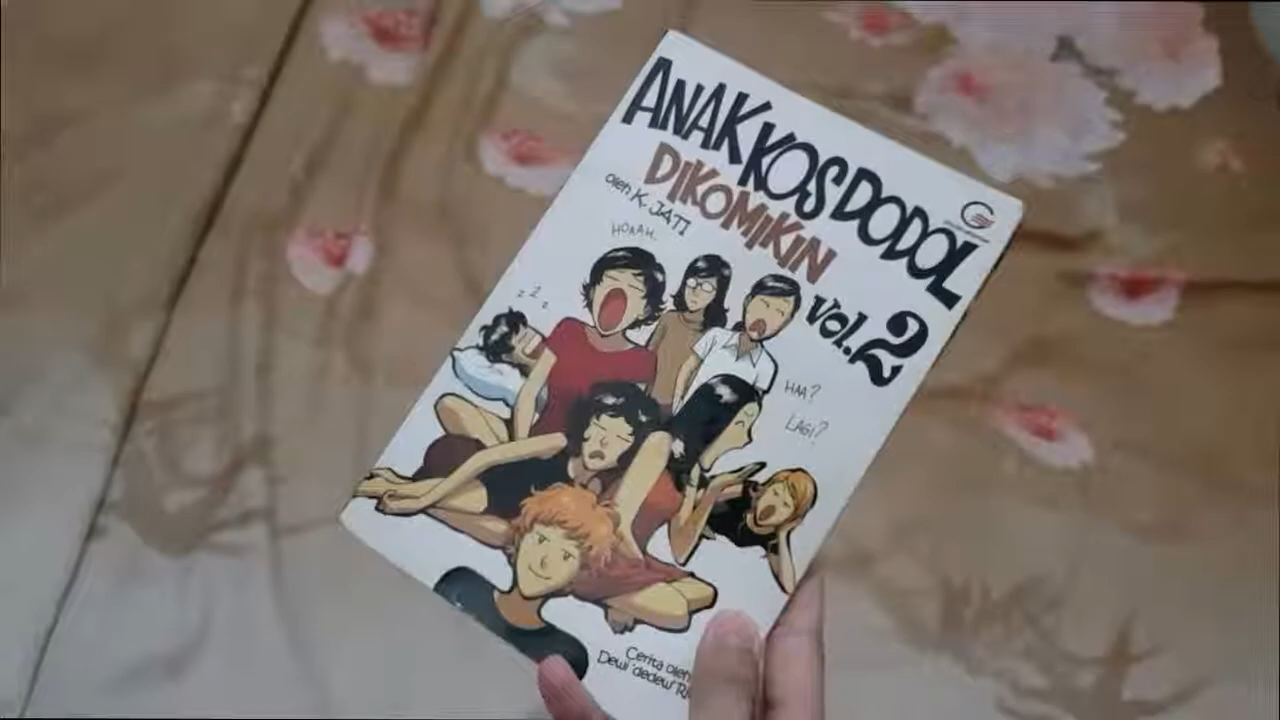 ANAK KOS DODOL
DIKOMIKIN
oleh K. JATI
Vol. 2
HOAAH..
z z z
HAA?
LAGI?
Cerita oleh
Dewi 'dedew'